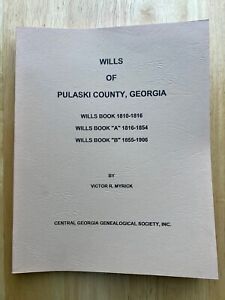 WILLS
OF
PULASKI COUNTY, GEORGIA
WILLS BOOK 1810-1816
WILLS BOOK "A" 1816-1854
WILLS BOOK "B" 1855-1906
BY
VICTOR R. MYRICK
CENTRAL GEORGIA GENEALOGICAL SOCIETY, INC.